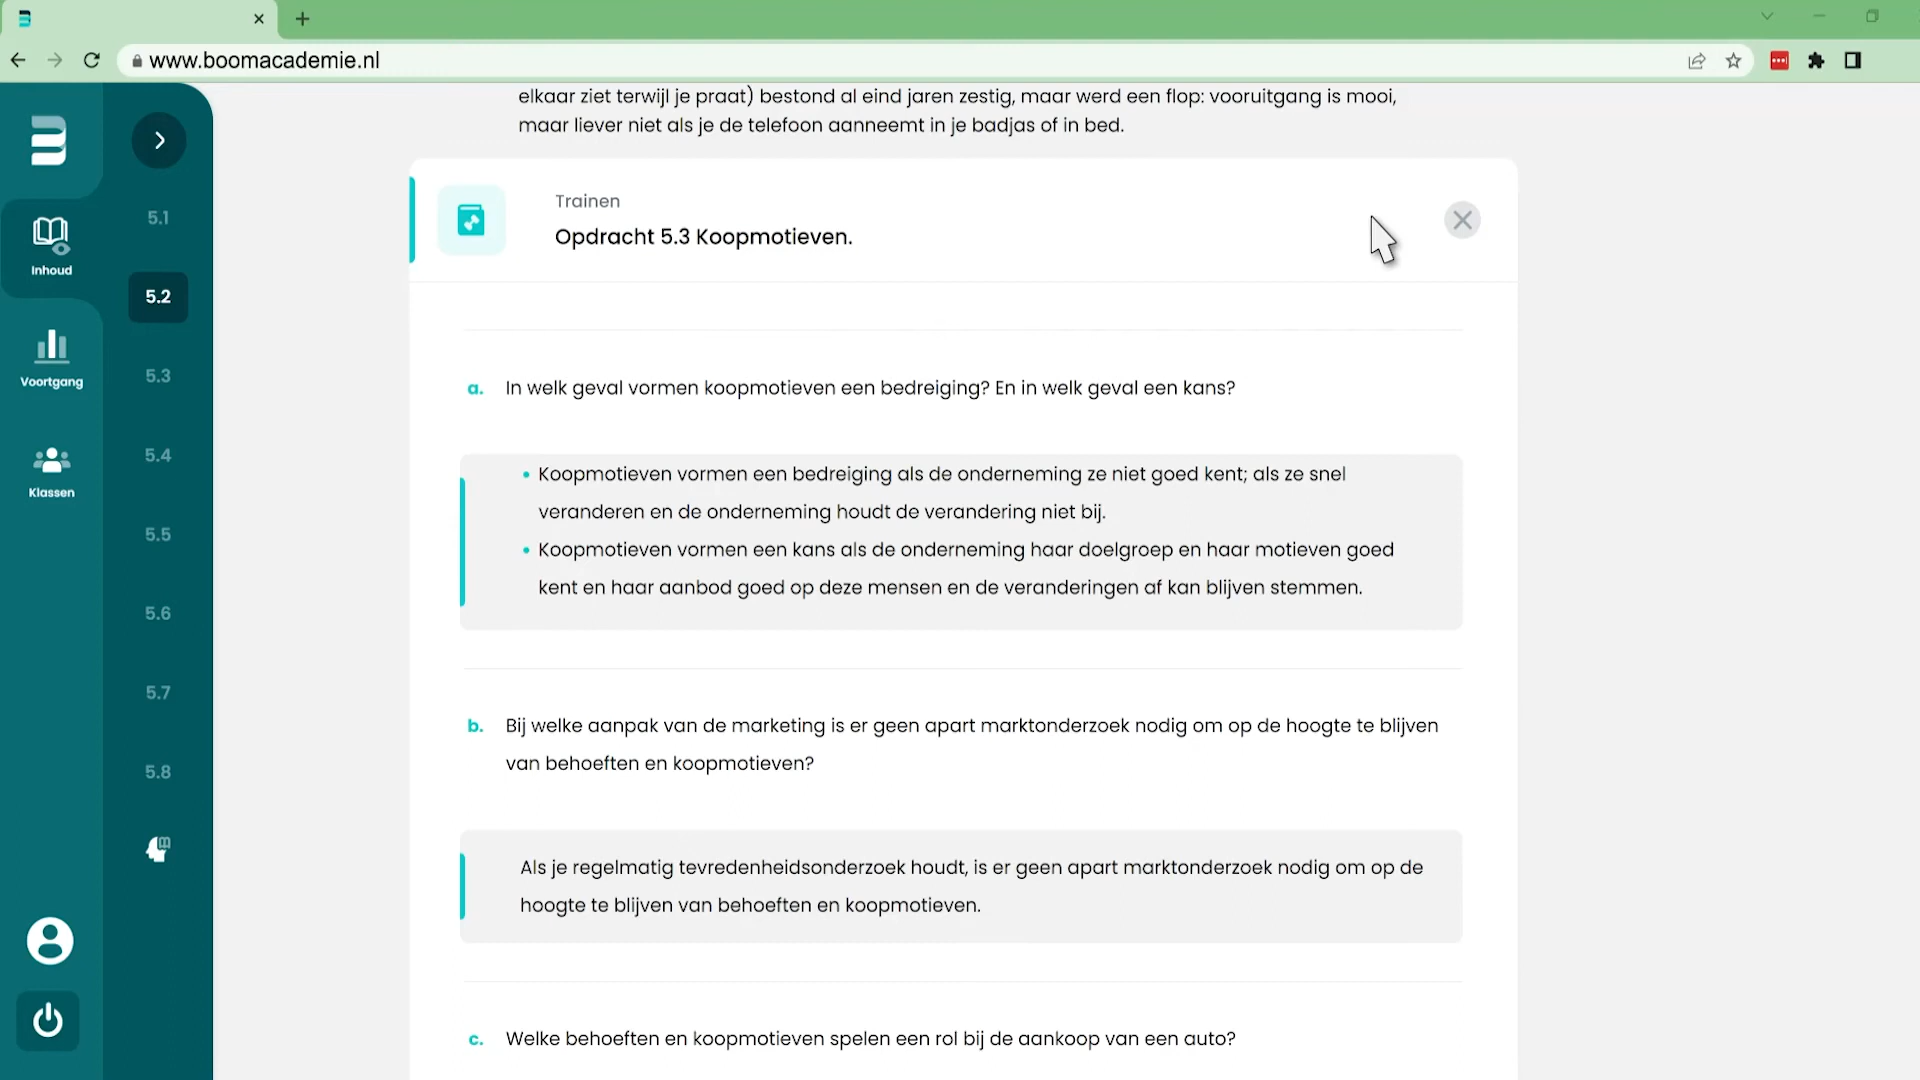 www.boomacademie.nl
elkaar ziet terwijl je praat) bestond al eind jaren zestig, maar werd een flop: vooruitgang is mooi,
maar liever niet als je de telefoon aanneemt in je badjas of in bed.
Trainen
Opdracht 5.3 Koopmotieven.
a. In welk geval vormen koopmotieven een bedreiging? En in welk geval een kans?
• Koopmotieven vormen een bedreiging als de onderneming ze niet goed kent; als ze snel
veranderen en de onderneming houdt de verandering niet bij.
• Koopmotieven vormen een kans als de onderneming haar doelgroep en haar motieven goed
kent en haar aanbod goed op deze mensen en de veranderingen af kan blijven stemmen.
b. Bij welke aanpak van de marketing is er geen apart marktonderzoek nodig om op de hoogte te blijven
van behoeften en koopmotieven?
Als je regelmatig tevredenheidsonderzoek houdt, is er geen apart marktonderzoek nodig om op de
hoogte te blijven van behoeften en koopmotieven.
c. Welke behoeften en koopmotieven spelen een rol bij de aankoop van een auto?
Inhoud
Voortgang
Klassen
5.1
5.2
5.3
5.4
5.5
5.6
5.7
5.8